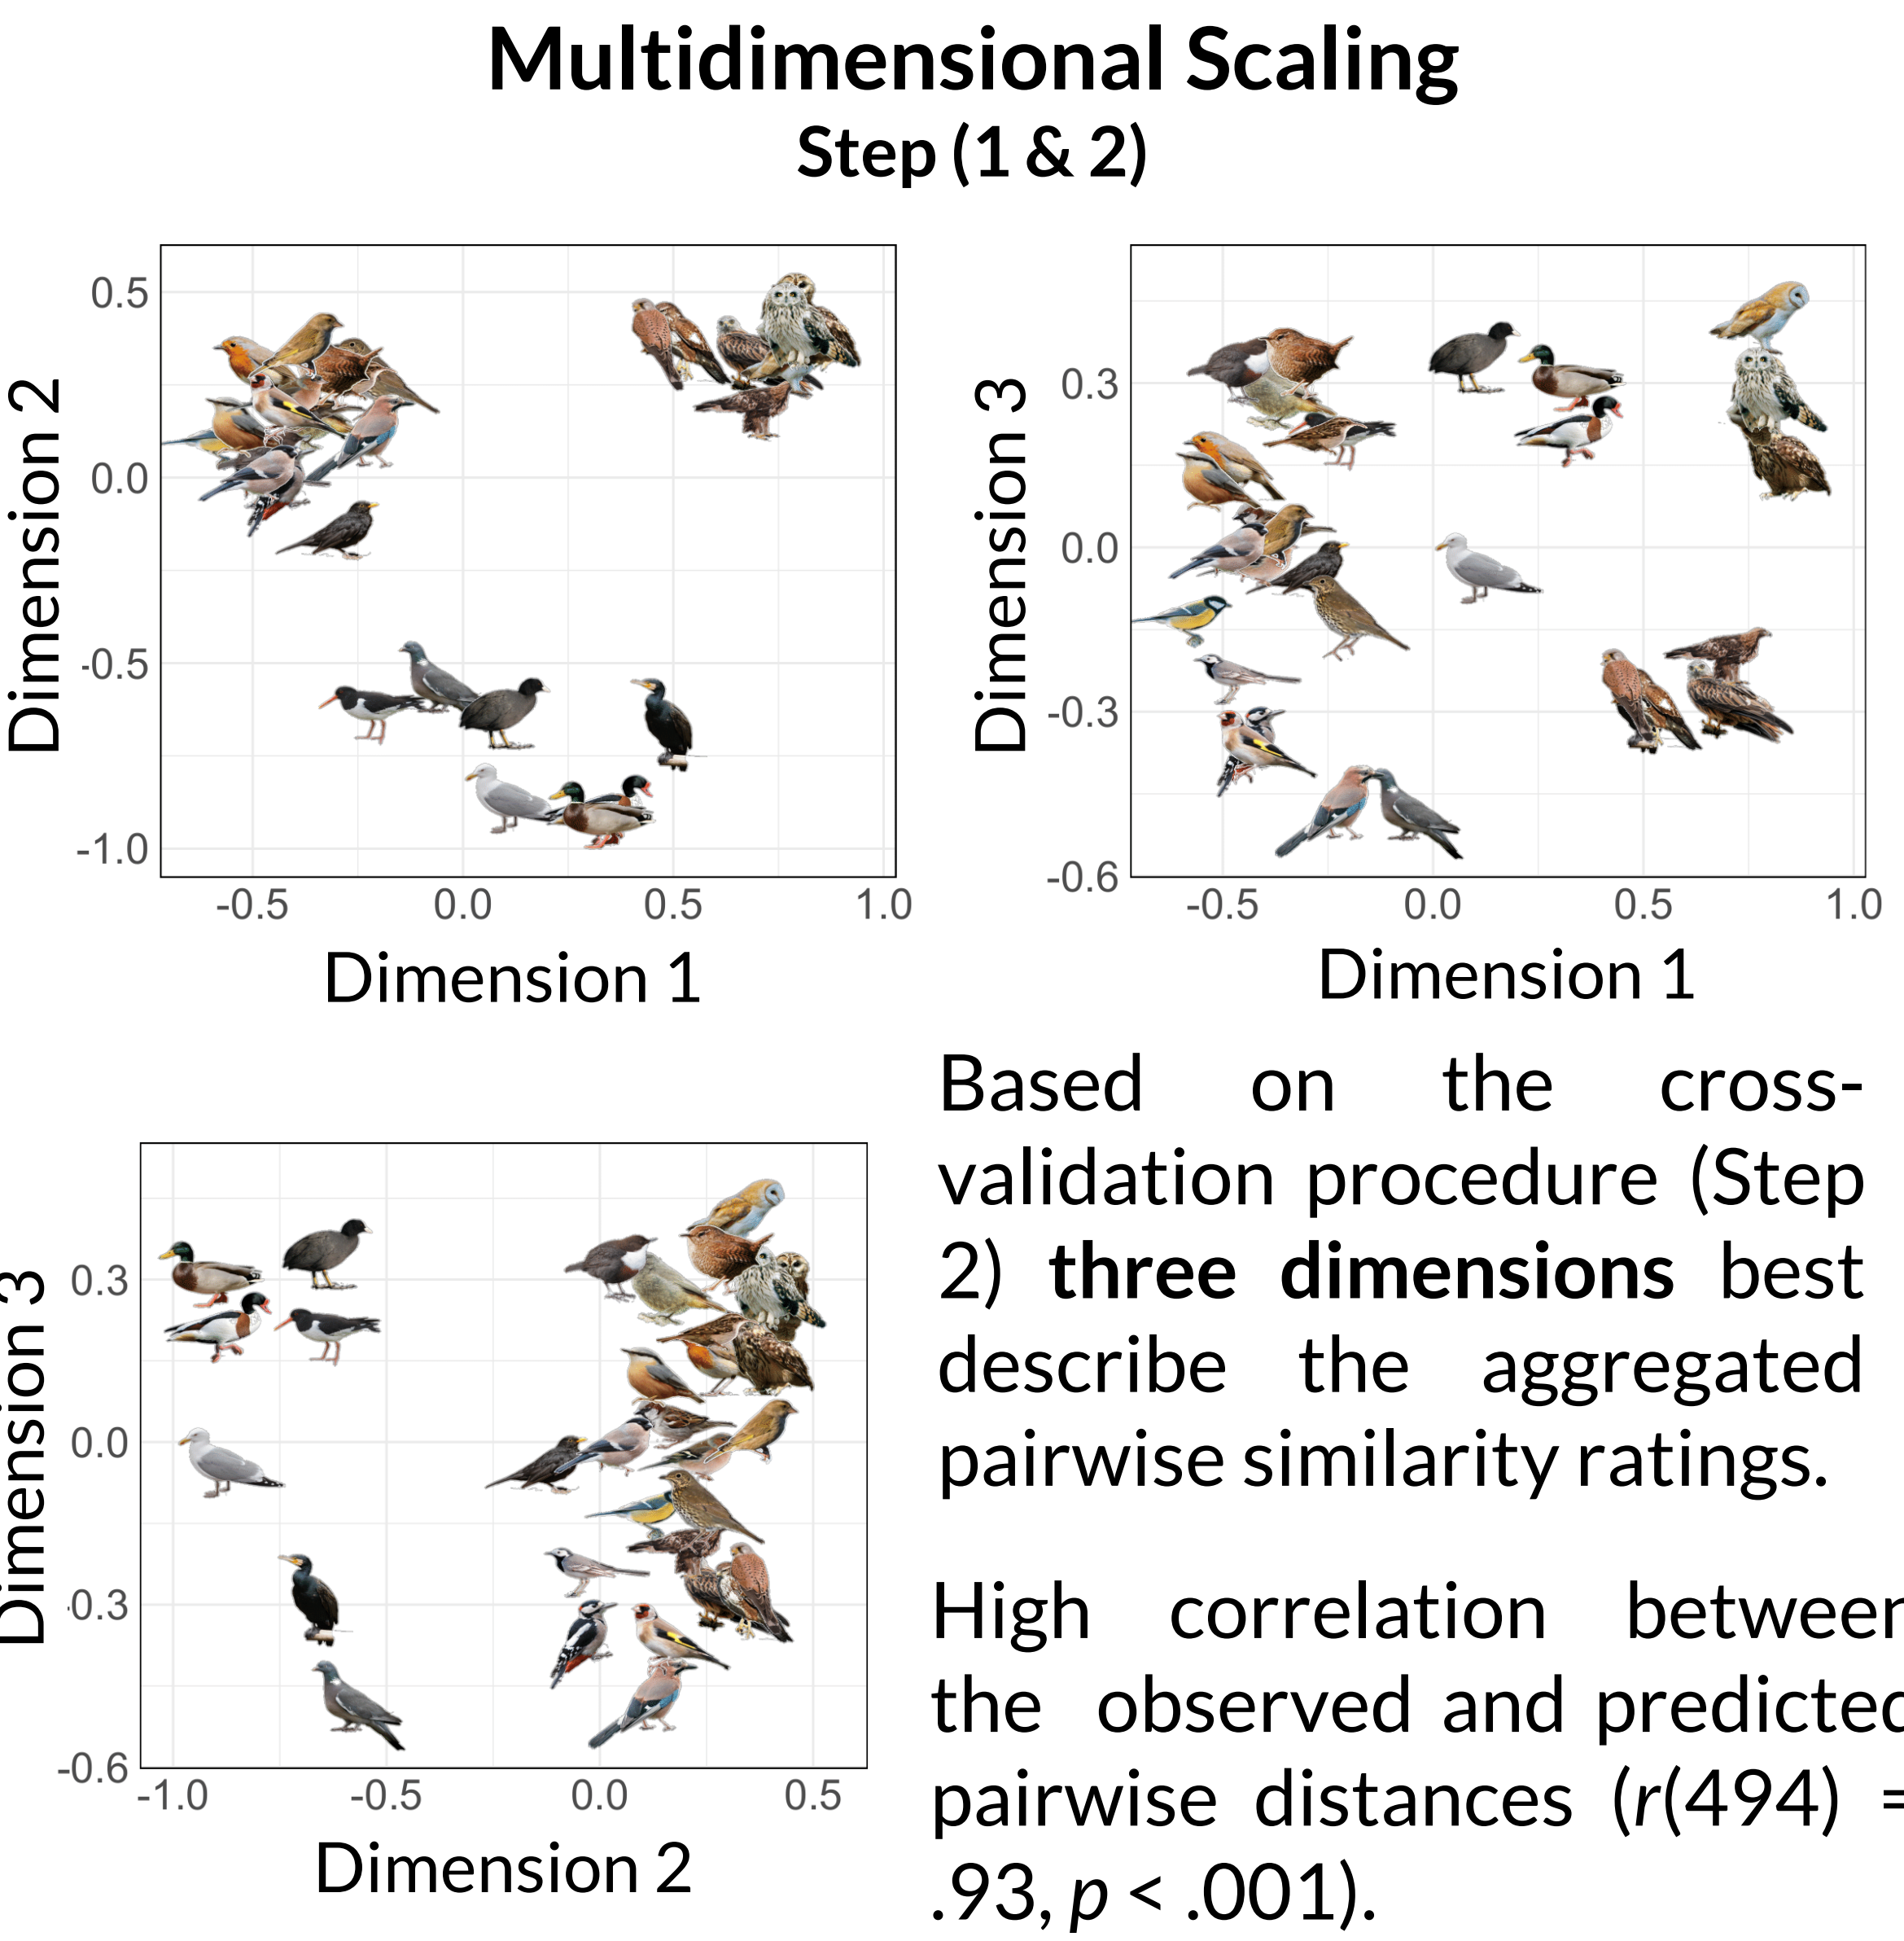 Multidimensional Scaling
Step (1 & 2)
0.5
0.0
-0.5
-1.0
Dimension 2
-0.5 0.0 0.5 1.0
Dimension 1
0.3
0.0
-0.3
-0.6
Dimension 3
-0.5 0.0 0.5 1.0
Dimension 1
0.3
0.0
-0.3
-0.6
Dimension 3
-1.0 -0.5 0.0 0.5
Dimension 2
Based on the cross-
validation procedure (Step
2) three dimensions best
describe the aggregated
pairwise similarity ratings.
High correlation between
the observed and predicted
pairwise distances (r(494) =
.93, p < .001).